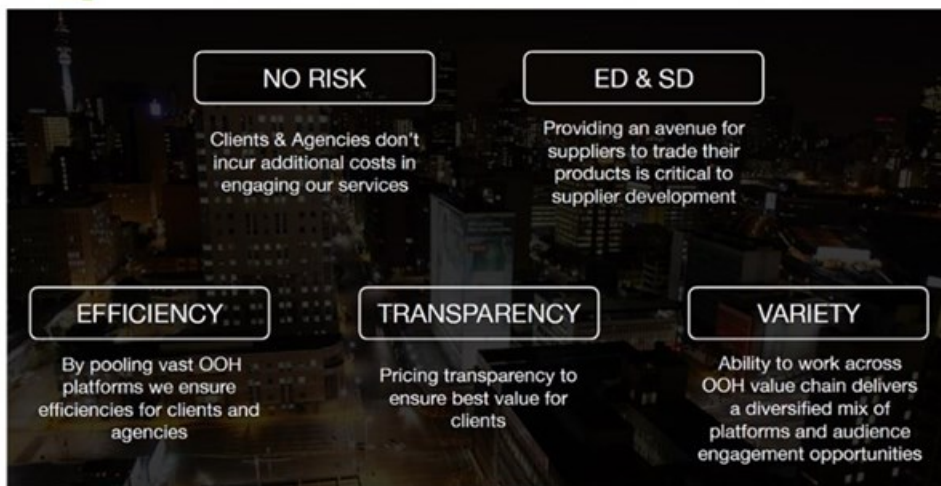 NO RISK
Clients & Agencies don't
incur additional costs in
engaging our services
ED & SD
Providing an avenue for
suppliers to trade their
products is critical to
supplier development
EFFICIENCY
By pooling vast OOH
platforms we ensure
efficiencies for clients and
agencies
TRANSPARENCY
Pricing transparency to
ensure best value for
clients
VARIETY
Ability to work across
OOH value chain delivers
a diversified mix of
platforms and audience
engagement opportunities